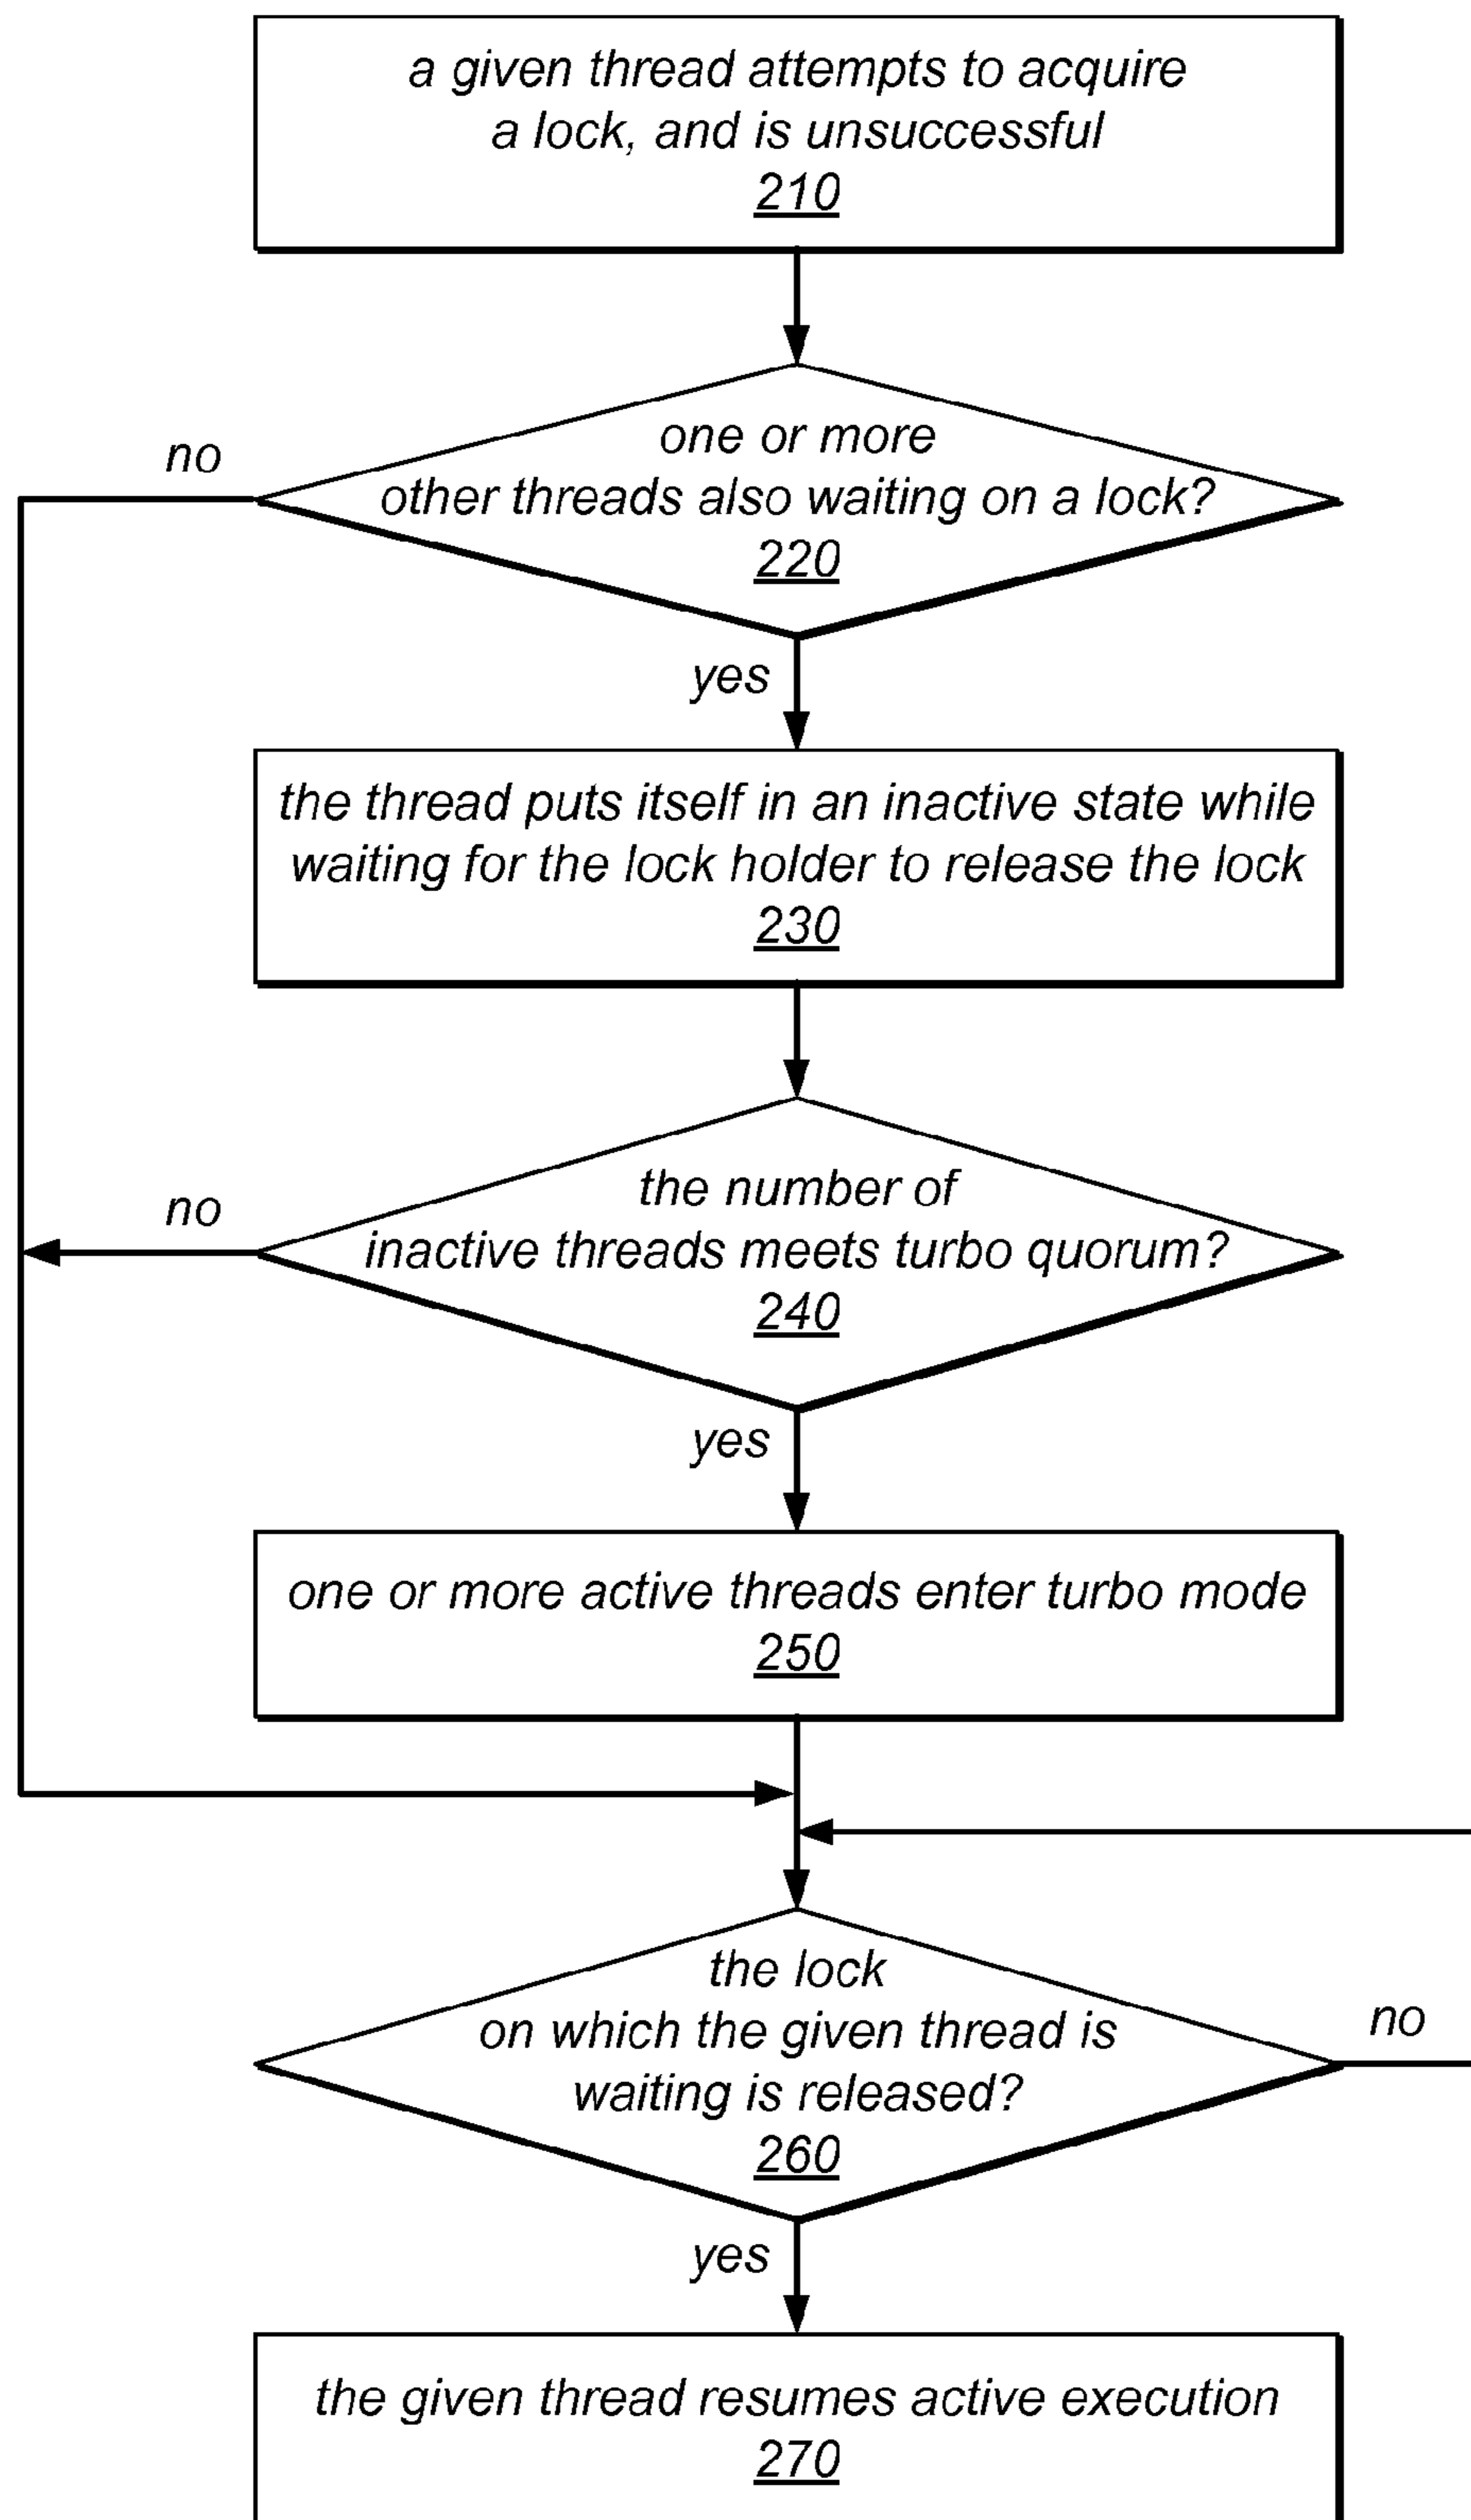 a given thread attempts to acquire
a lock, and is unsuccessful
210
one or more
other threads also waiting on a lock?
220
no
yes
the thread puts itself in an inactive state while
waiting for the lock holder to release the lock
230
the number of
inactive threads meets turbo quorum?
240
no
yes
one or more active threads enter turbo mode
250
the lock
on which the given thread is
waiting is released?
260
no
yes
the given thread resumes active execution
270